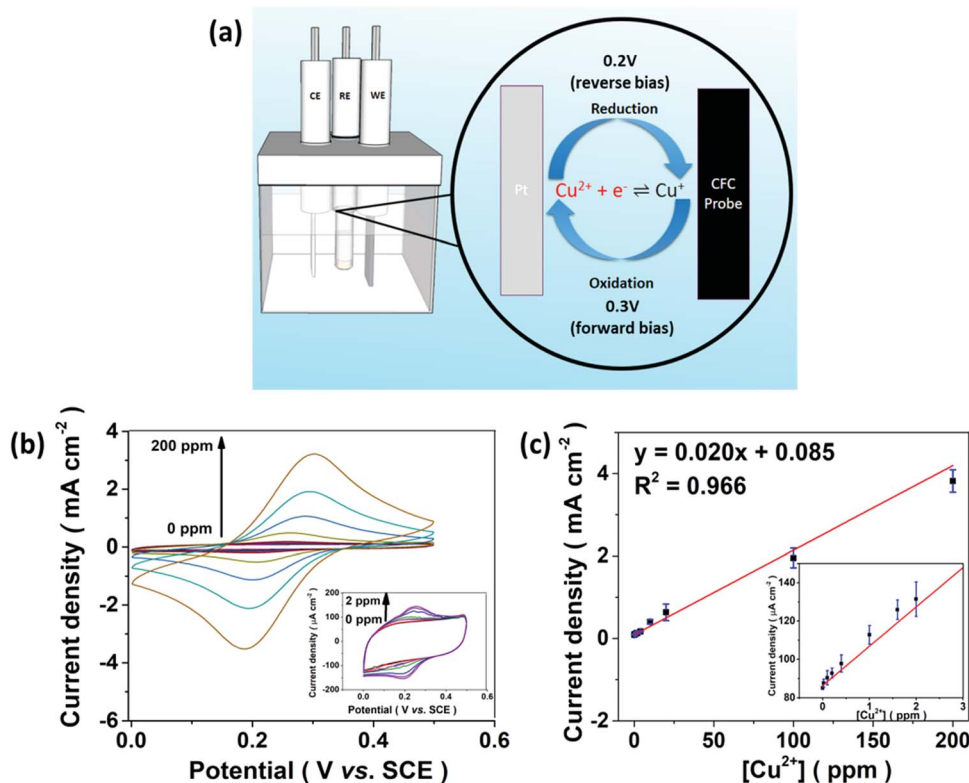 (a)
CE
RE
WE
0.2V
(reverse bias)
Reduction
Pt
Cu²⁺ + e⁻ ⇌ Cu⁺
CFC
Probe
Oxidation
0.3V
(forward bias)
(b)
Current density ( mA cm⁻²)
4
2
0
-2
-4
-6
200 ppm
0 ppm
Current density ( μA cm⁻²)
200
100
0
-100
-200
2 ppm
0 ppm
0.0 0.2 0.4 0.6
Potential ( V vs. SCE )
0.0 0.2 0.4 0.6
Potential ( V vs. SCE )
(c)
Current density ( mA cm⁻²)
4
2
0
-2
y = 0.020x + 0.085
R² = 0.966
Current density ( μA cm⁻²)
140
120
100
80
0 1 2 3
[Cu²⁺] ( ppm )
0 50 100 150 200
[Cu²⁺] ( ppm )